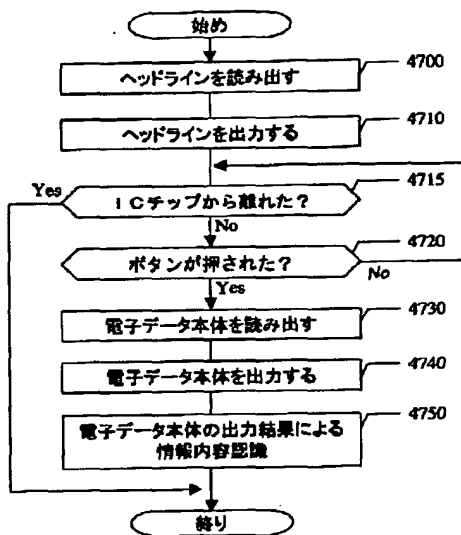 始め
ヘッドラインを読み出す
4700
ヘッドラインを出力する
4710
Yes
ICチップから離れた？
4715
No
ボタンが押された？
4720
No
Yes
電子データ本体を読み出す
4730
電子データ本体を出力する
4740
電子データ本体の出力結果による
情報内容認識
4750
終り